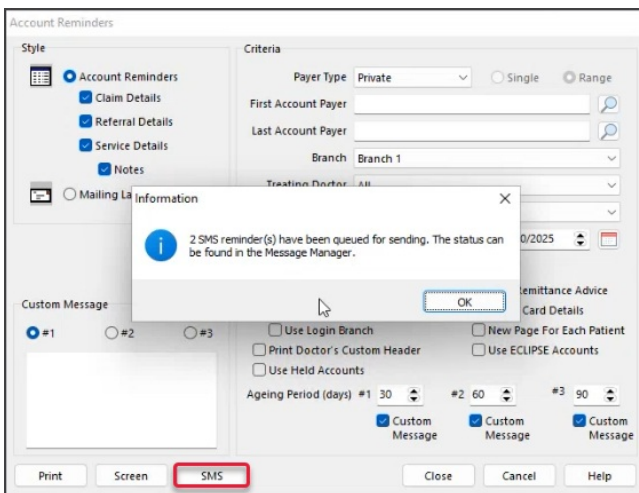 Account Reminders
Style
Account Reminders
Claim Details
Referral Details
Service Details
Notes
Mailing La
Criteria
Payer Type Private Single Range
First Account Payer
Last Account Payer
Branch Branch 1
Treating Doctor All
0/2025
Information
2 SMS reminder(s) have been queued for sending. The status can
be found in the Message Manager.
OK
emittance Advice
Card Details
Use Login Branch New Page For Each Patient
Print Doctor's Custom Header Use ECLIPSE Accounts
Use Held Accounts
Ageing Period (days) #1 30 #2 60 #3 90
Custom Message Custom Message Custom Message
Custom Message
#1 #2 #3
Print Screen SMS Close Cancel Help